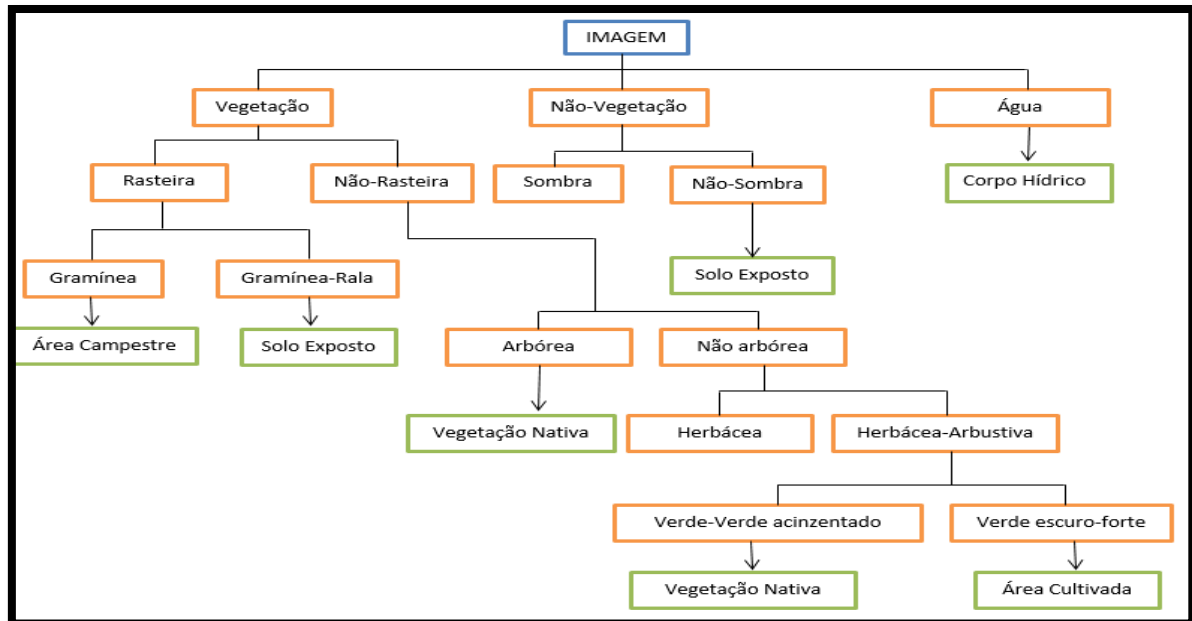 IMAGEM
Vegetação
Não-Vegetação
Água
Rasteira
Não-Rasteira
Sombra
Não-Sombra
Corpo Hídrico
Gramínea
Gramínea-Rala
Solo Exposto
Área Campestre
Solo Exposto
Arbórea
Não arbórea
Vegetação Nativa
Herbácea
Herbácea-Arbustiva
Verde-Verde acinzentado
Verde escuro-forte
Vegetação Nativa
Área Cultivada